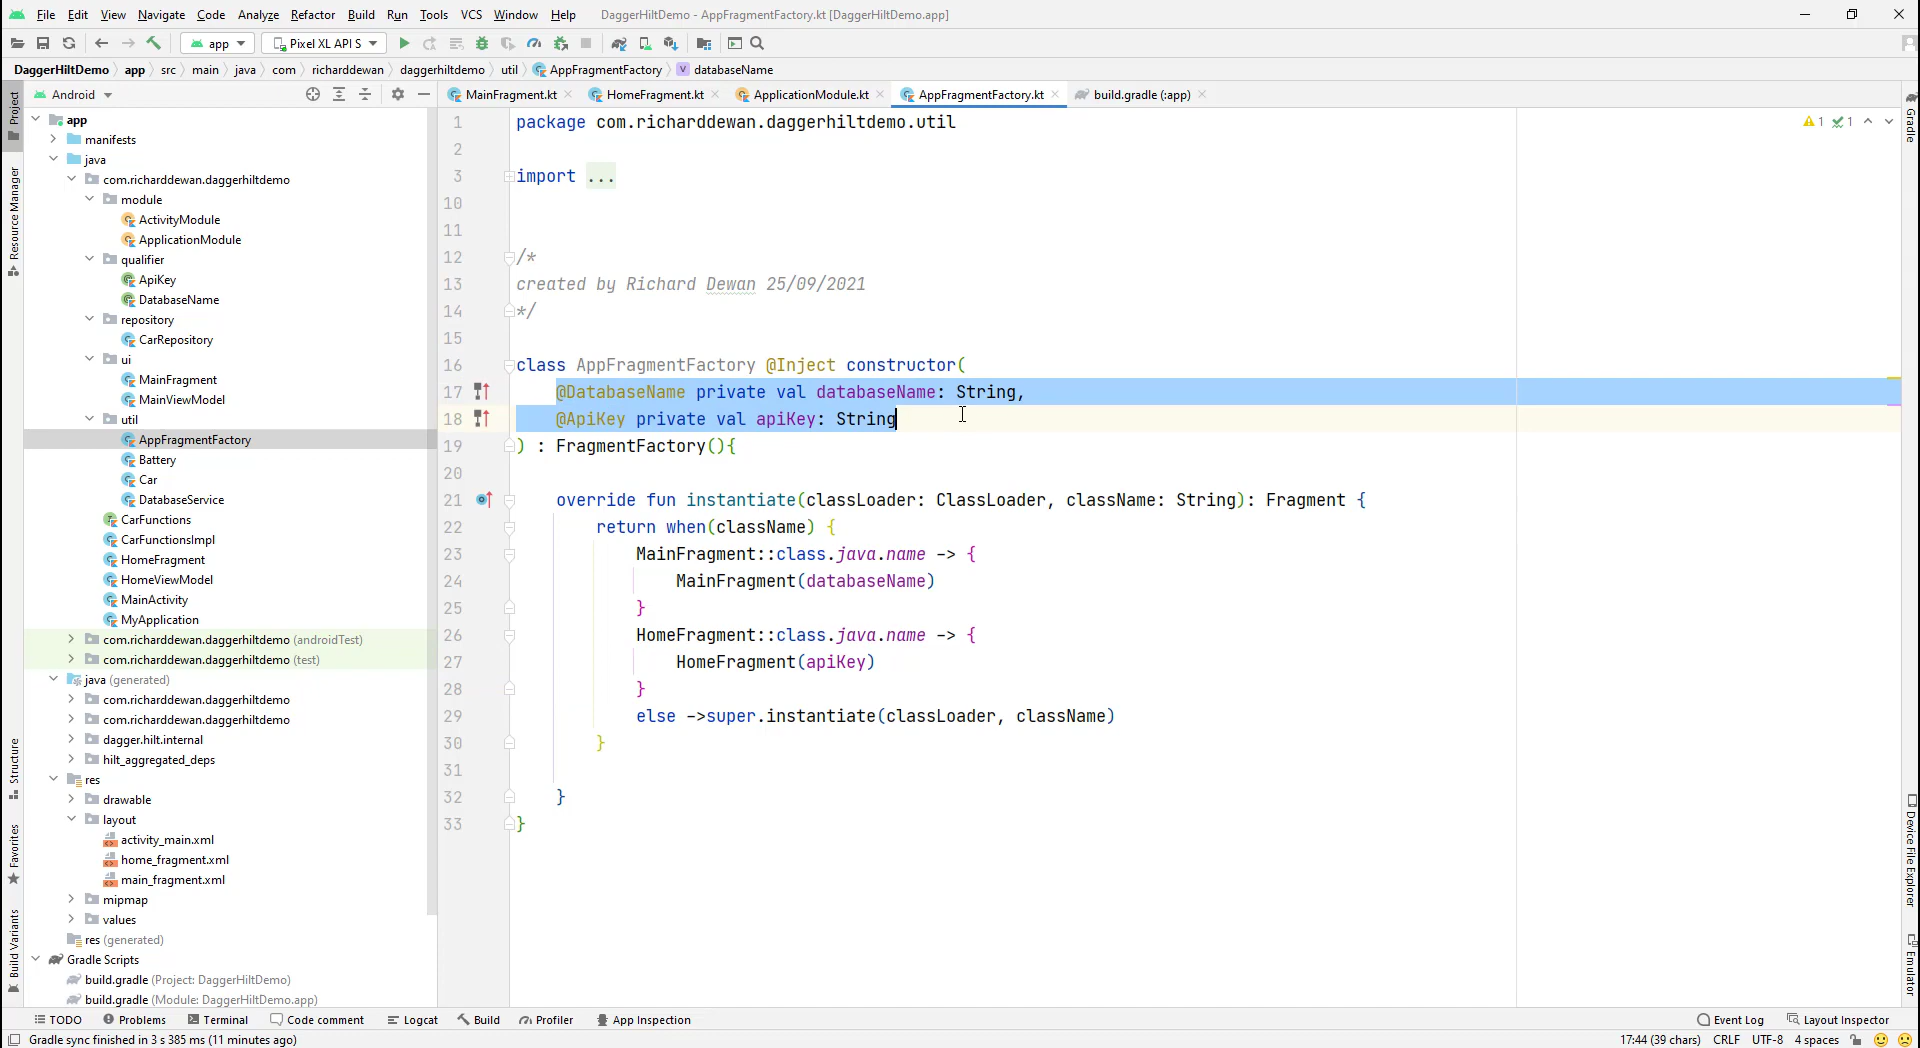 File Edit View Navigate Code Analyze Refactor Build Run Tools VCS Window Help DaggerHiltDemo - AppFragmentFactory.kt [DaggerHiltDemo.app]
app Pixel XL API S
DaggerHiltDemo app src main java com richarddewan daggerhiltdemo util AppFragmentFactory databaseName
Android
MainFragment.kt HomeFragment.kt ApplicationModule.kt AppFragmentFactory.kt build.gradle (:app)
Project
Resource Manager
Structure
Favorites
Build Variants
app
manifests
java
com.richarddewan.daggerhiltdemo
module
ActivityModule
ApplicationModule
qualifier
ApiKey
DatabaseName
repository
CarRepository
ui
MainFragment
MainViewModel
util
AppFragmentFactory
Battery
Car
DatabaseService
CarFunctions
CarFunctionsImpl
HomeFragment
HomeViewModel
MainActivity
MyApplication
com.richarddewan.daggerhiltdemo (androidTest)
com.richarddewan.daggerhiltdemo (test)
java (generated)
com.richarddewan.daggerhiltdemo
com.richarddewan.daggerhiltdemo
dagger.hilt.internal
hilt_aggregated_deps
res
drawable
layout
activity_main.xml
home_fragment.xml
main_fragment.xml
mipmap
values
res (generated)
Gradle Scripts
build.gradle (Project: DaggerHiltDemo)
build.gradle (Module: DaggerHiltDemo.app)
1 package com.richarddewan.daggerhiltdemo.util
2
3 import ...
10
11
12 /*
13 created by Richard Dewan 25/09/2021
14 */
15
16 class AppFragmentFactory @Inject constructor(
17 @DatabaseName private val databaseName: String,
18 @ApiKey private val apiKey: String
19 ) : FragmentFactory(){
20
21 override fun instantiate(classLoader: ClassLoader, className: String): Fragment {
22 return when(className) {
23 MainFragment::class.java.name -> {
24 MainFragment(databaseName)
25 }
26 HomeFragment::class.java.name -> {
27 HomeFragment(apiKey)
28 }
29 else ->super.instantiate(classLoader, className)
30 }
31
32 }
33 }
1 1
Gradle
Device File Explorer
Emulator
TODO Problems Terminal Code comment Logcat Build Profiler App Inspection Event Log Layout Inspector
Gradle sync finished in 3 s 385 ms (11 minutes ago) 17:44 (39 chars) CRLF UTF-8 4 spaces